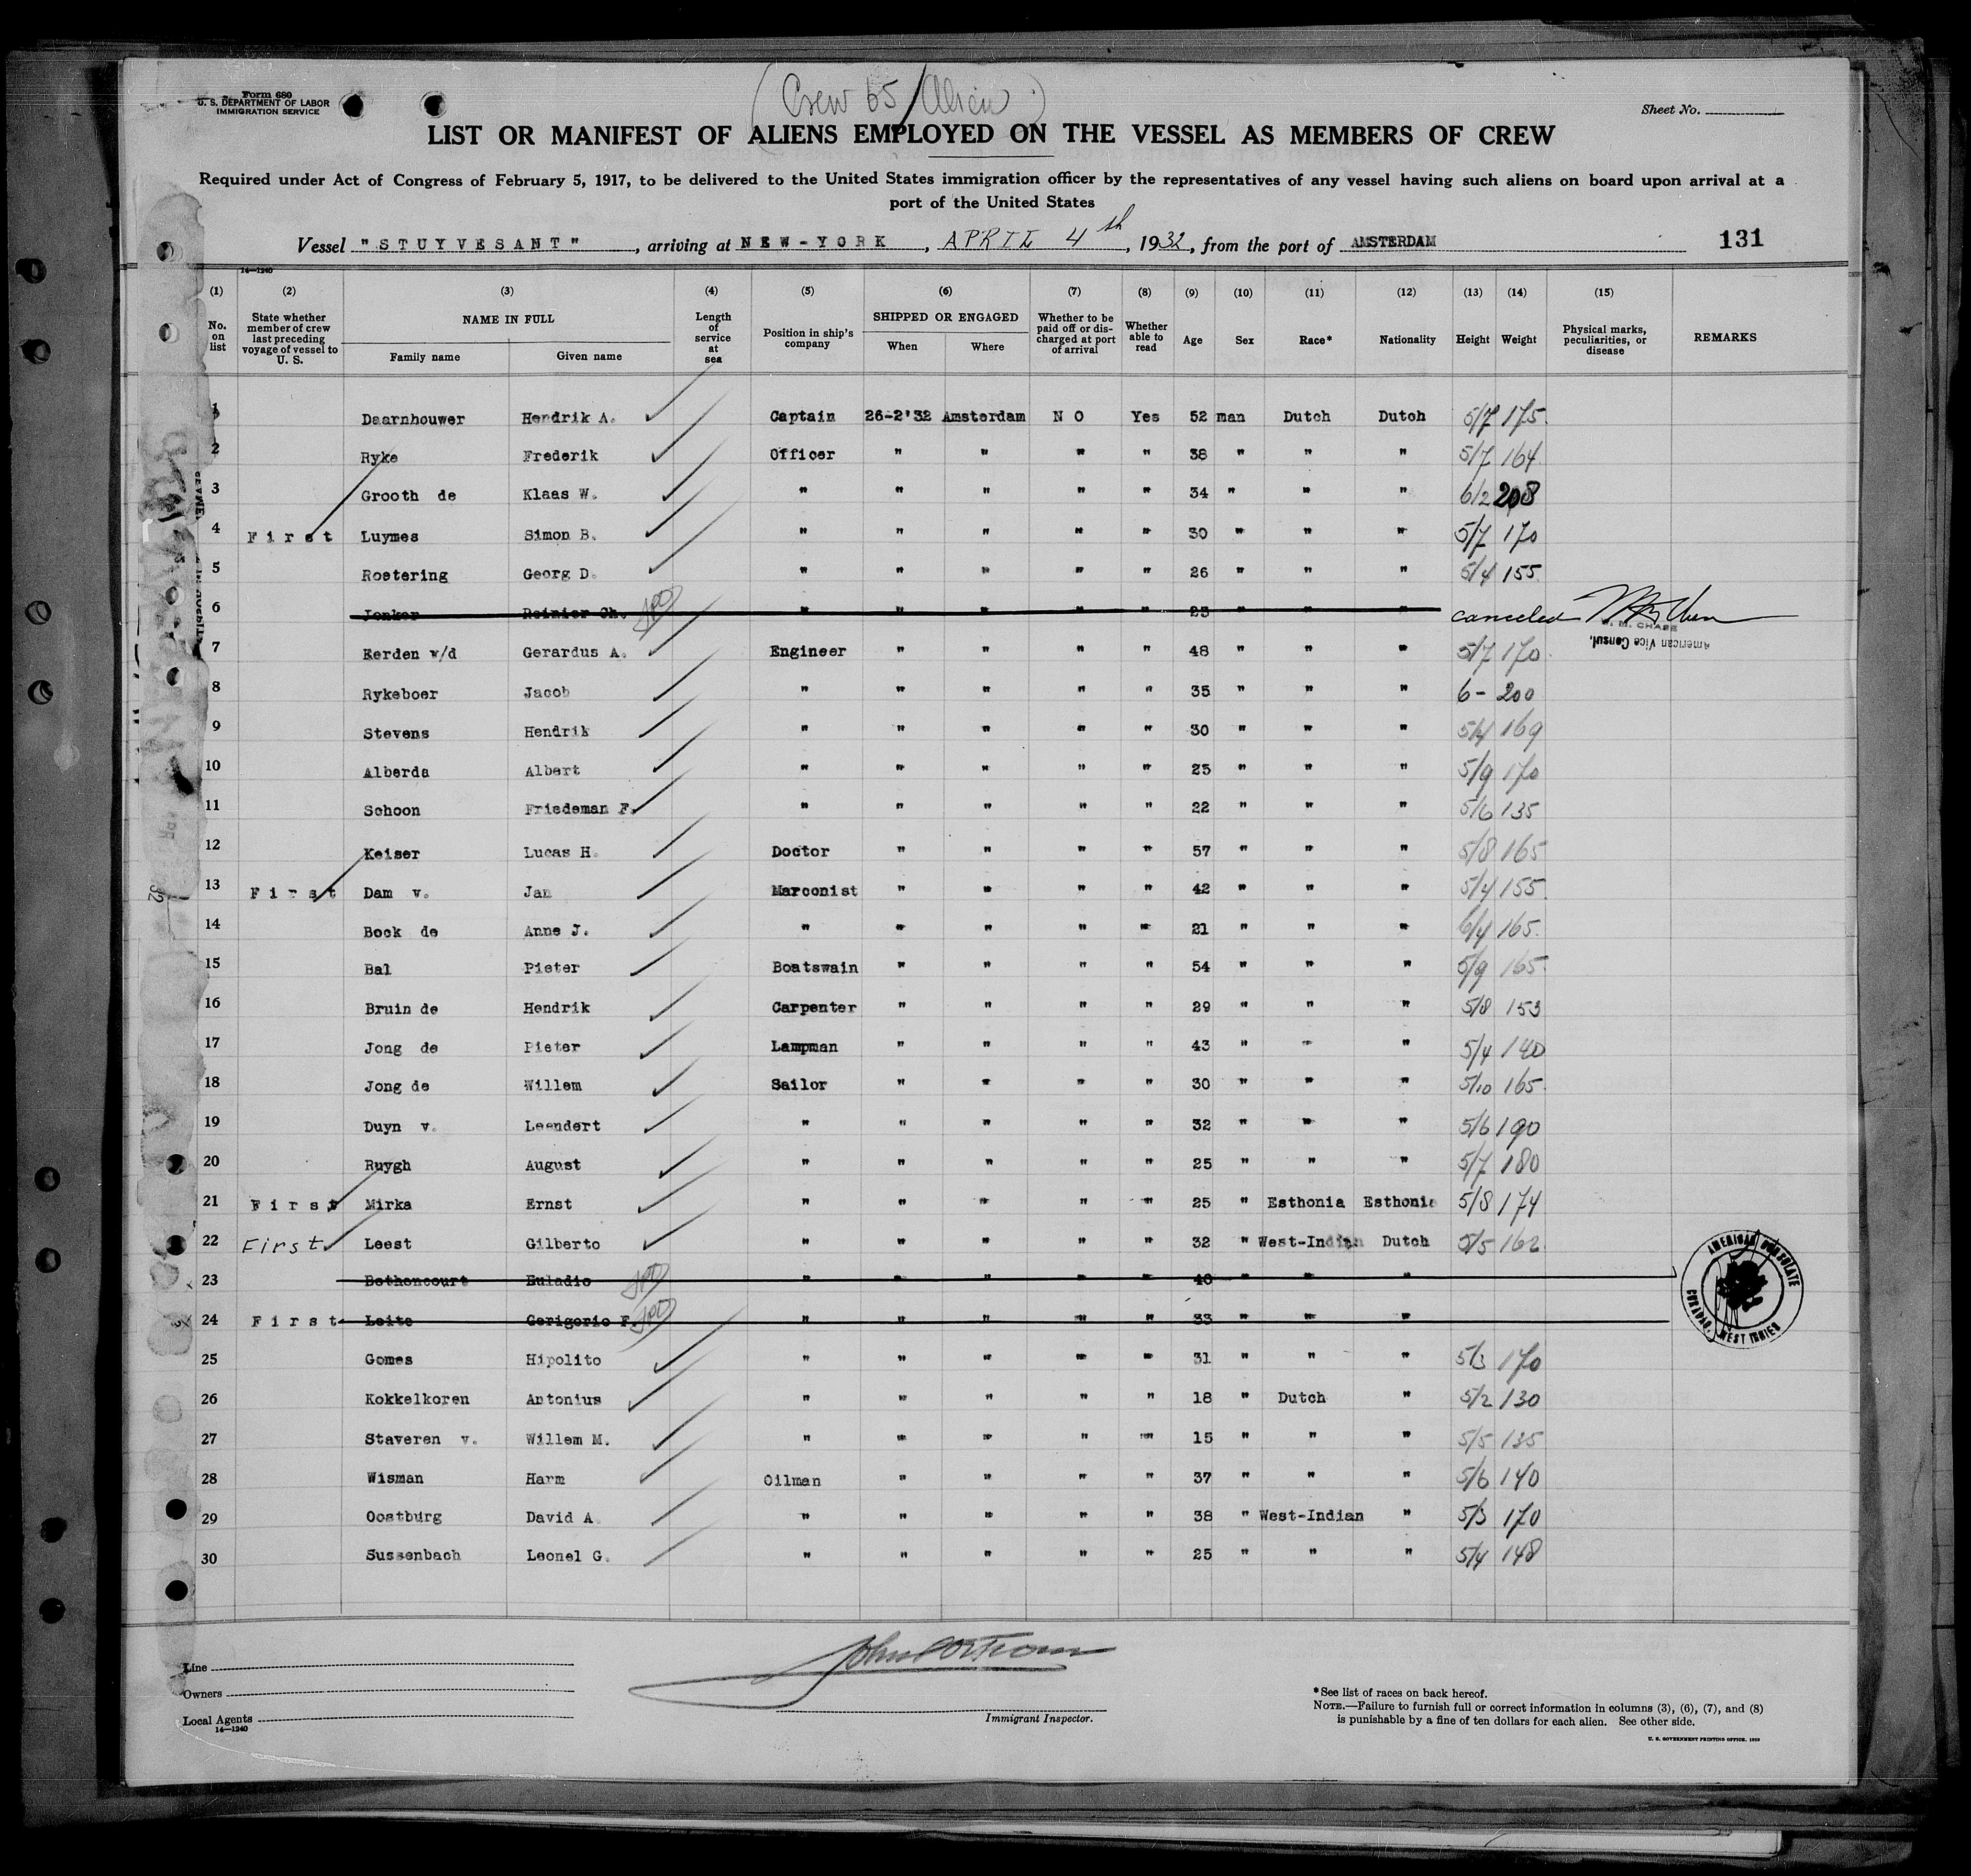 (Crew 65 Alien)
Form 680
U. S. DEPARTMENT OF LABOR
IMMIGRATION SERVICE
Sheet No.
LIST OR MANIFEST OF ALIENS EMPLOYED ON THE VESSEL AS MEMBERS OF CREW
Required under Act of Congress of February 5, 1917, to be delivered to the United States immigration officer by the representatives of any vessel having such aliens on board upon arrival at a
port of the United States
Vessel "STUYVESANT", arriving at NEW-YORK, APRIL 4th, 1932, from the port of AMSTERDAM 131
14-1240
(1) (2) (3) (4) (5) (6) (7) (8) (9) (10) (11) (12) (13) (14) (15)
No. on list State whether member of crew last preceding voyage of vessel to U. S. NAME IN FULL Family name Given name Length of service at sea Position in ship's company SHIPPED OR ENGAGED When Where Whether to be paid off or discharged at port of arrival Whether able to read Age Sex Race* Nationality Height Weight Physical marks, peculiarities, or disease REMARKS
1 Daarnhouwer Hendrik A. Captain 26-2'32 Amsterdam NO Yes 52 man Dutch Dutch 5/7 175
2 Ryke Frederik Officer " " " " 38 " " " 5/7 164
3 Grooth de Klaas W. " " " " " 34 " " " 6/2 208
4 First Luymes Simon B. " " " " " 30 " " " 5/7 170
5 Roetering Georg D. " " " " " 26 " " " 5/4 155
6 Jonker Reinier Ch. " " " " " 25 " " " canceled
M. CHASE
American Vice Consul,
7 Eerden v/d Gerardus A. Engineer " " " " 48 " " " 5/7 170
8 Rykeboer Jacob " " " " " 35 " " " 6- 200
9 Stevens Hendrik " " " " " 30 " " " 169
10 Alberda Albert " " " " " 25 " " " 5/9 170
11 Schoon Friedeman F. " " " " " 22 " " " 5/6 135
12 Keiser Lucas H. Doctor " " " " 57 " " " 5/8 165
13 First Dam v. Jan Marconist " " " " 42 " " " 5/4 155
14 Bock de Anne J. " " " " " 21 " " " 6/4 165
15 Bal Pieter Boatswain " " " " 54 " " " 5/9 165
16 Bruin de Hendrik Carpenter " " " " 29 " " " 5/8 153
17 Jong de Pieter Lampman " " " " 43 " " " 5/4 140
18 Jong de Willem Sailor " " " " 30 " " " 5/10 165
19 Duyn v. Leendert " " " " " 32 " " " 5/6 190
20 Ruygh August " " " " " 25 " " " 5/7 180
21 First Mirka Ernst " " " " " 25 " Esthonia Esthonia 5/8 174
22 First Leest Gilberto " " " " " 32 " West-Indian Dutch 5/5 162
23 Bethencourt Euladio " " " " " 40 " " "
24 First Leite Gerigorio F. " " " " " 33 " " "
AMERICAN CONSULATE CURACAO, WEST INDIES
25 Gomes Hipolito " " " " " 31 " " " 5/3 170
26 Kokkelkoren Antonius " " " " " 18 " Dutch " 5/2 130
27 Staveren v. Willem M. " " " " " 15 " " " 5/5 135
28 Wisman Harm Oilman " " " " 37 " " " 5/6 140
29 Oostburg David A. " " " " " 38 " West-Indian " 5/3 170
30 Sussenbach Leonel G. " " " " " 25 " " " 5/4 148
Line
Owners
Local Agents
14-1240
Immigrant Inspector.
*See list of races on back hereof.
NOTE.—Failure to furnish full or correct information in columns (3), (6), (7), and (8)
is punishable by a fine of ten dollars for each alien. See other side.
U. S. GOVERNMENT PRINTING OFFICE